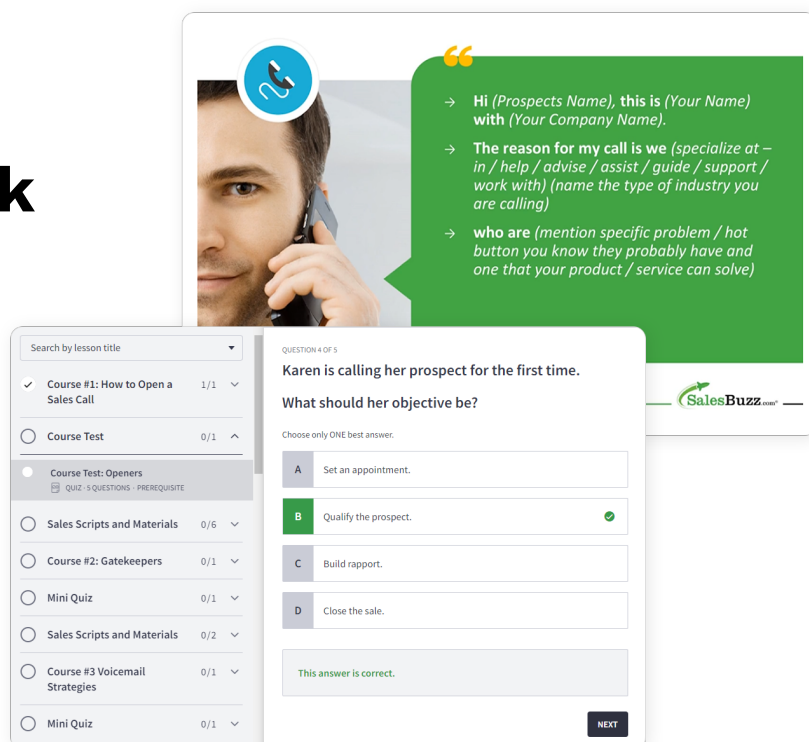 k
“
→ Hi (Prospects Name), this is (Your Name)
with (Your Company Name).
→ The reason for my call is we (specialize at –
in / help / advise / assist / guide / support /
work with) (name the type of industry you
are calling)
→ who are (mention specific problem / hot
button you know they probably have and
one that your product / service can solve)
SalesBuzz.com
Search by lesson title
Course #1: How to Open a
Sales Call
1/1
Course Test 0/1
Course Test: Openers
QUIZ · 5 QUESTIONS · PREREQUISITE
Sales Scripts and Materials 0/6
Course #2: Gatekeepers 0/1
Mini Quiz 0/1
Sales Scripts and Materials 0/2
Course #3 Voicemail
Strategies
0/1
Mini Quiz 0/1
QUESTION 4 OF 5
Karen is calling her prospect for the first time.
What should her objective be?
Choose only ONE best answer.
A Set an appointment.
B Qualify the prospect.
C Build rapport.
D Close the sale.
This answer is correct.
NEXT